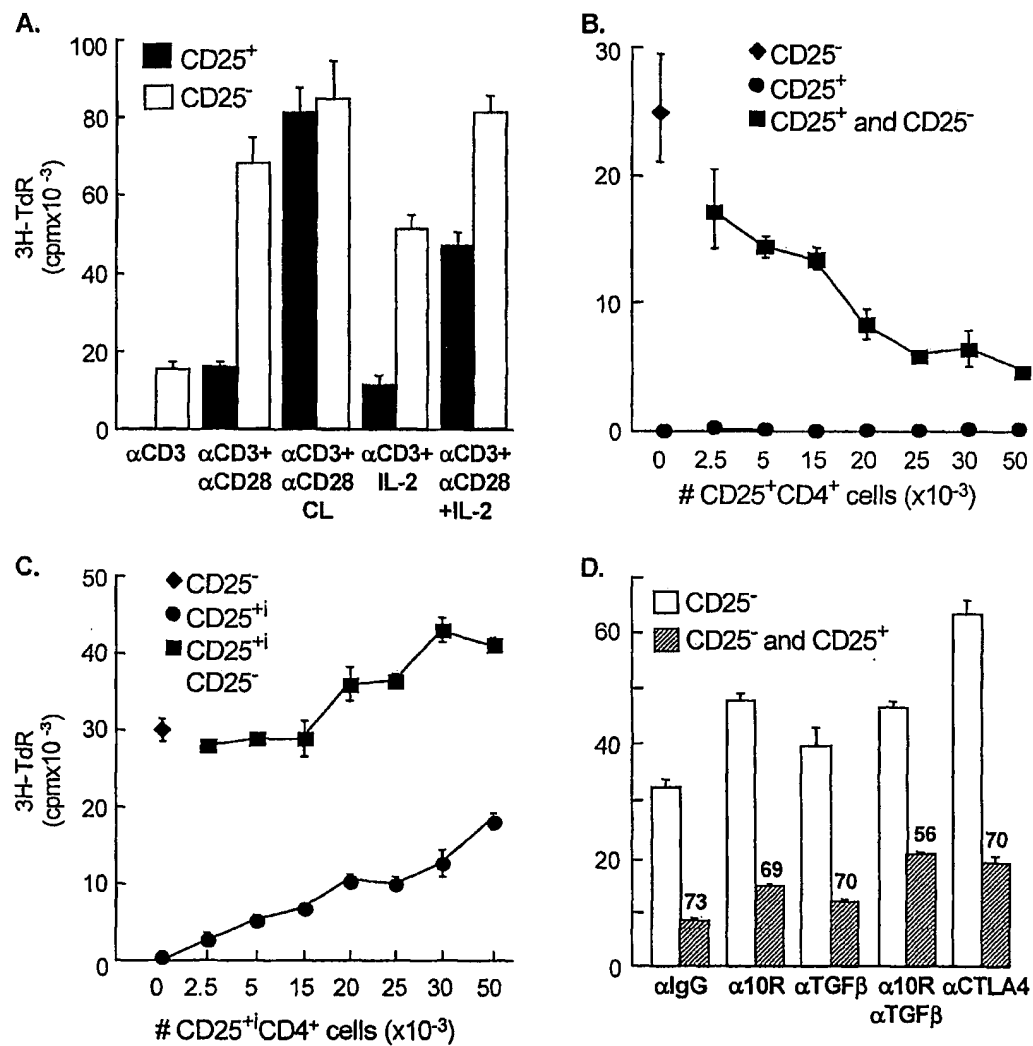 A.
100
80
60
40
20
0
3H-TdR
(cpmx10⁻³)
CD25⁺
CD25⁻
αCD3 αCD3+ αCD3+ αCD3+ αCD3+
αCD28 αCD28 IL-2 αCD28
CL +IL-2
B.
30
20
10
0
CD25⁻
CD25⁺
CD25⁺ and CD25⁻
0 2.5 5 15 20 25 30 50
# CD25⁺CD4⁺ cells (x10⁻³)
C.
50
40
30
20
10
0
3H-TdR
(cpmx10⁻³)
CD25⁻
CD25⁺ⁱ
CD25⁺ⁱ
CD25⁻
0 2.5 5 15 20 25 30 50
# CD25⁺ⁱCD4⁺ cells (x10⁻³)
D.
60
40
20
0
CD25⁻
CD25⁻ and CD25⁺
73 69 70 56 70
αIgG α10R αTGFβ α10R αCTLA4
αTGFβ